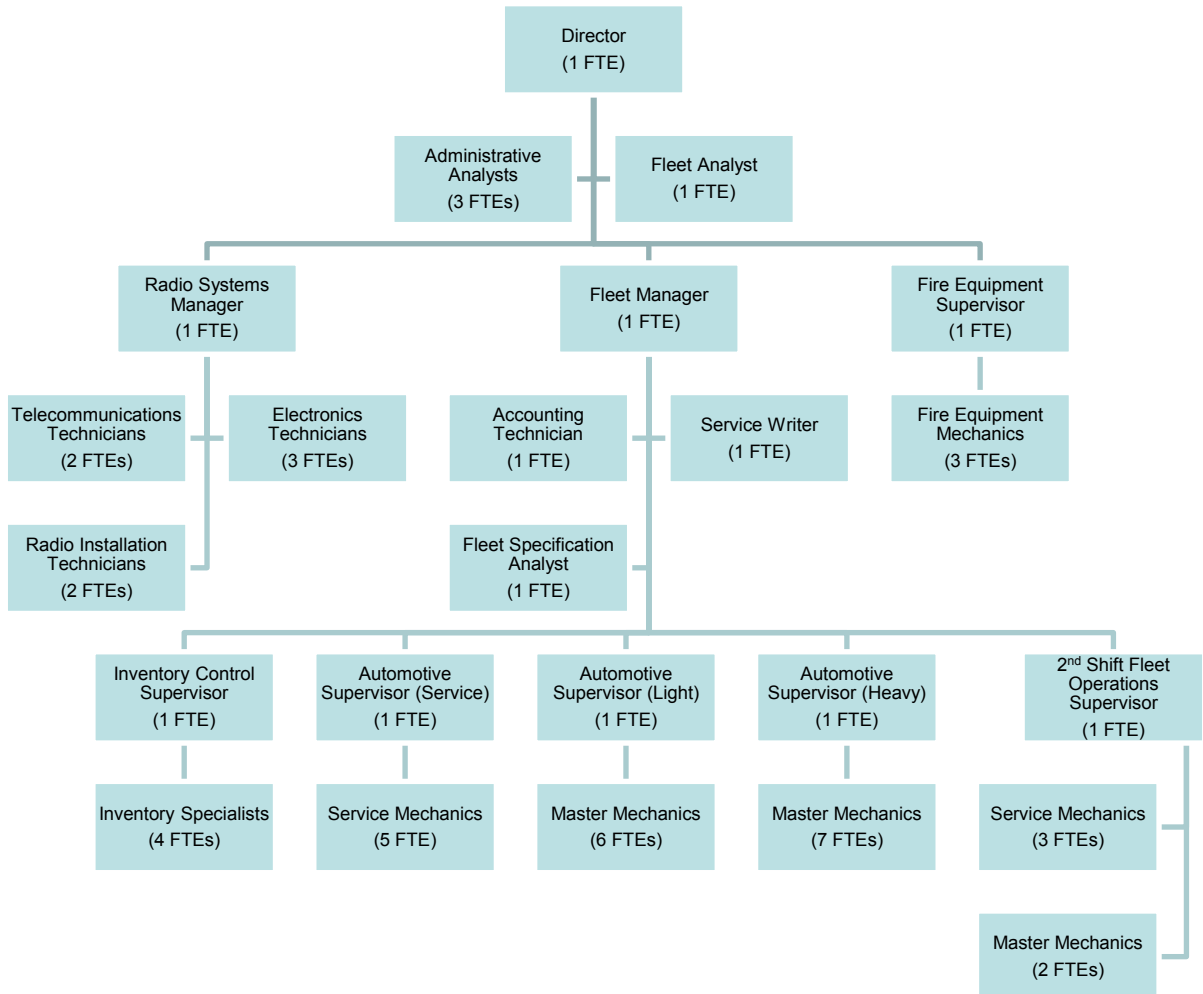 Director
(1 FTE)
Administrative
Analysts
(3 FTEs)
Fleet Analyst
(1 FTE)
Radio Systems
Manager
(1 FTE)
Fleet Manager
(1 FTE)
Fire Equipment
Supervisor
(1 FTE)
Telecommunications
Technicians
(2 FTEs)
Electronics
Technicians
(3 FTEs)
Accounting
Technician
(1 FTE)
Service Writer
(1 FTE)
Fire Equipment
Mechanics
(3 FTEs)
Radio Installation
Technicians
(2 FTEs)
Fleet Specification
Analyst
(1 FTE)
Inventory Control
Supervisor
(1 FTE)
Automotive
Supervisor (Service)
(1 FTE)
Automotive
Supervisor (Light)
(1 FTE)
Automotive
Supervisor (Heavy)
(1 FTE)
2nd Shift Fleet
Operations
Supervisor
(1 FTE)
Inventory Specialists
(4 FTEs)
Service Mechanics
(5 FTE)
Master Mechanics
(6 FTEs)
Master Mechanics
(7 FTEs)
Service Mechanics
(3 FTEs)
Master Mechanics
(2 FTEs)